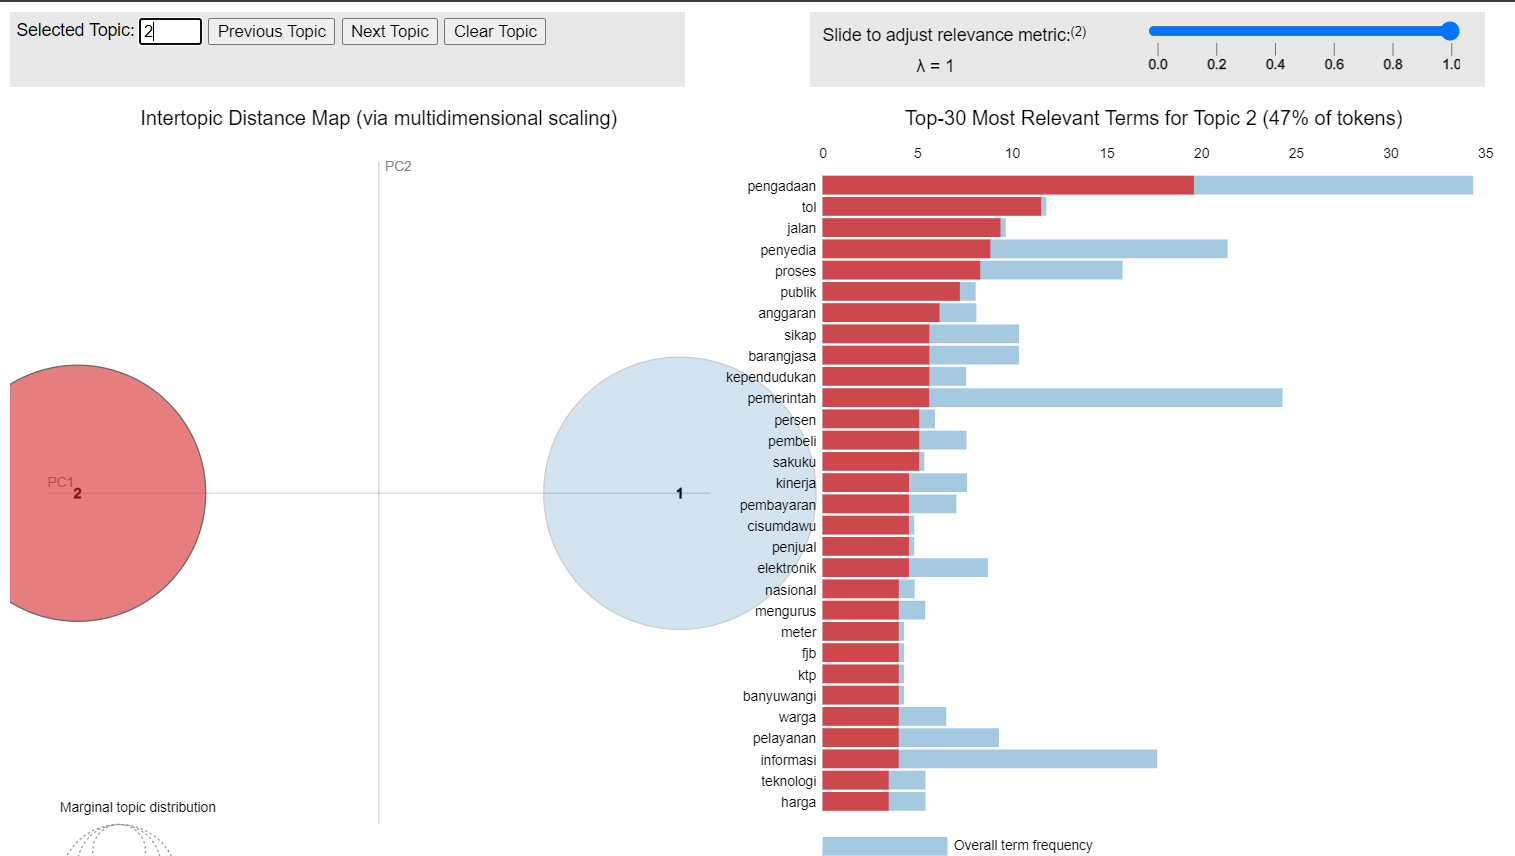 Selected Topic: 2 Previous Topic Next Topic Clear Topic
Slide to adjust relevance metric:(2)
λ = 1
0.0 0.2 0.4 0.6 0.8 1.0
Intertopic Distance Map (via multidimensional scaling)
PC2
PC1
2
1
Marginal topic distribution
Top-30 Most Relevant Terms for Topic 2 (47% of tokens)
0 5 10 15 20 25 30 35
pengadaan
tol
jalan
penyedia
proses
publik
anggaran
sikap
barangjasa
kependudukan
pemerintah
persen
pembeli
sakuku
kinerja
pembayaran
cisumdawu
penjual
elektronik
nasional
mengurus
meter
fjb
ktp
banyuwangi
warga
pelayanan
informasi
teknologi
harga
Overall term frequency